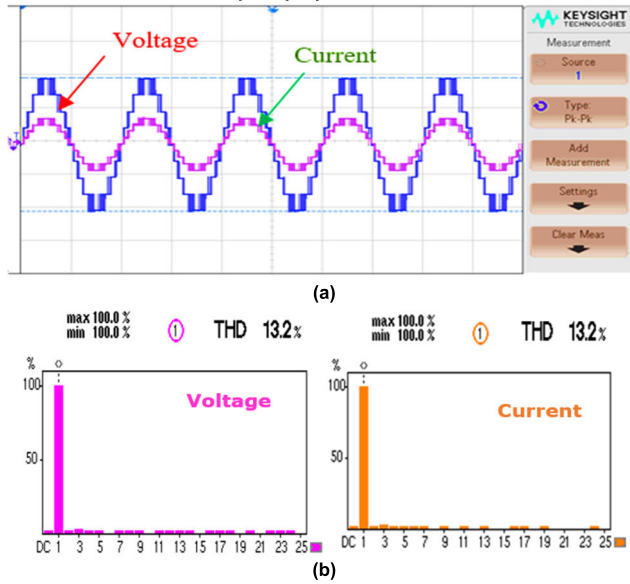 KEYSIGHT
TECHNOLOGIES
Measurement
Source
1
Type:
Pk-Pk
Add
Measurement
Settings
Clear Meas
Voltage
Current
(a)
max 100.0 %
min 100.0 %
1
THD 13.2 %
%
100
50
Voltage
DC 1 3 5 7 9 11 13 15 17 19 21 23 25
max 100.0 %
min 100.0 %
1
THD 13.2 %
%
100
50
Current
DC 1 3 5 7 9 11 13 15 17 19 21 23 25
(b)